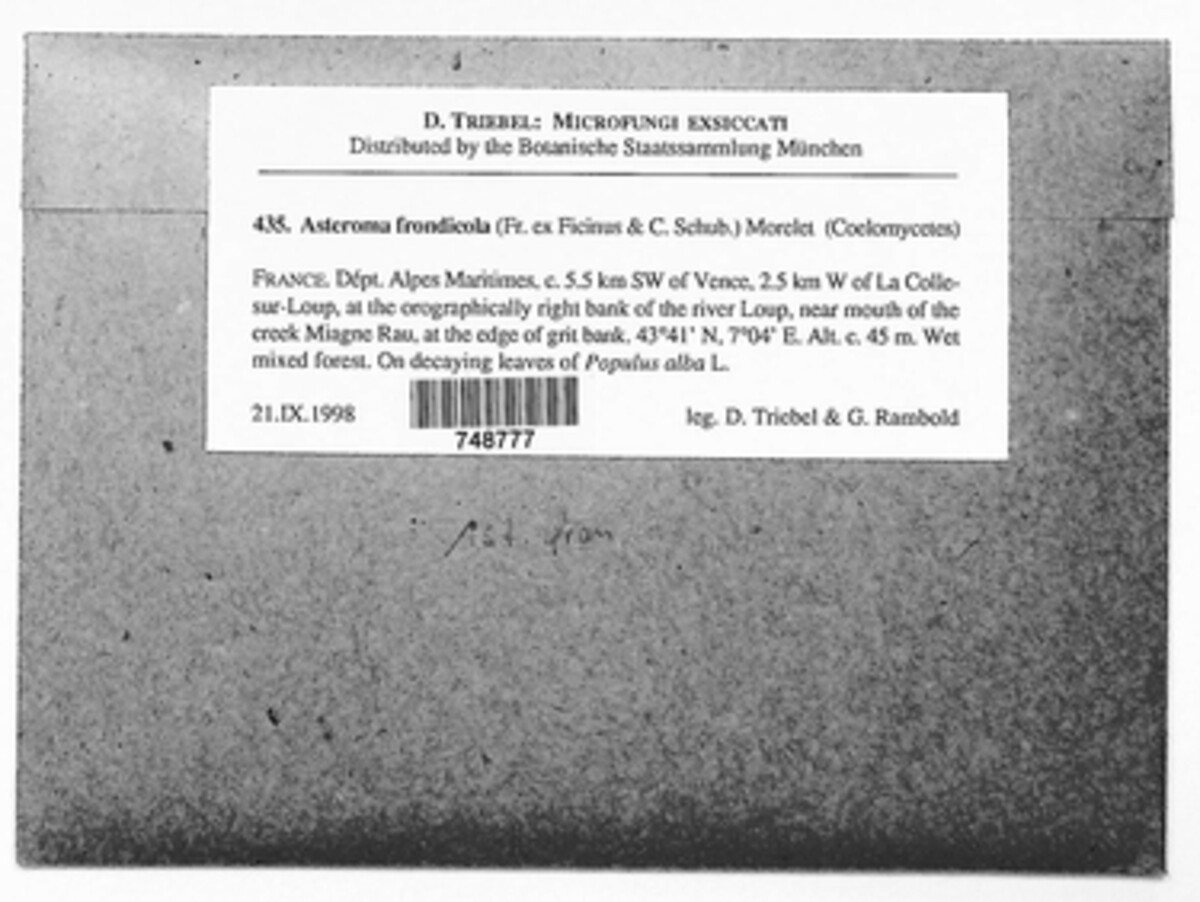 D. TRIEBEL: MICROFUNGI EXSICCATI
Distributed by the Botanische Staatssammlung München
435. Asteroma frondicola (Fr. ex Ficinus & C. Schub.) Morelet (Coelomycetes)
FRANCE. Dépt. Alpes Maritimes, c. 5.5 km SW of Vence, 2.5 km W of La Colle-
sur-Loup, at the orographically right bank of the river Loup, near mouth of the
creek Miagne Rau, at the edge of grit bank. 43°41' N, 7°04' E. Alt. c. 45 m. Wet
mixed forest. On decaying leaves of Populus alba L.
21.IX.1998
leg. D. Triebel & G. Rambold
748777